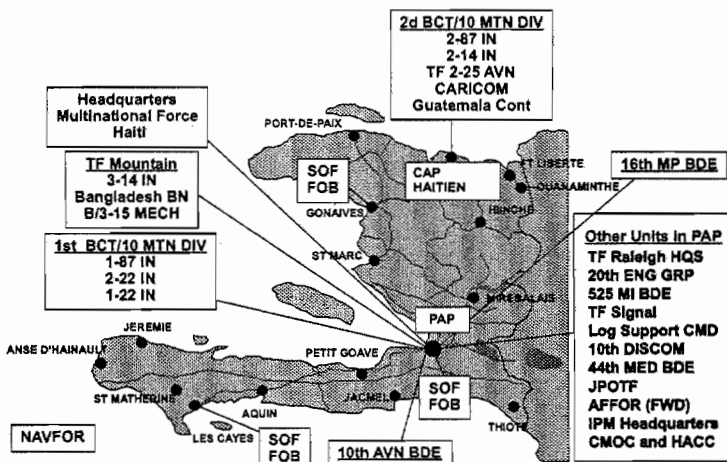 2d BCT/10 MTN DIV
2-87 IN
2-14 IN
TF 2-25 AVN
CARICOM
Guatemala Cont
Headquarters
Multinational Force
Haiti
PORT-DE-PAIX
TF Mountain
3-14 IN
Bangladesh BN
B/3-15 MECH
SOF
FOB
CAP
HAITIEN
FT LIBERTE
OUANAMINTHE
16th MP BDE
GONAIVES
HINCHE
1st BCT/10 MTN DIV
1-87 IN
2-22 IN
1-22 IN
ST MARC
MIREBALAIS
PAP
Other Units in PAP
TF Raleigh HQS
20th ENG GRP
525 MI BDE
TF Signal
Log Support CMD
10th DISCOM
44th MED BDE
JPOTF
AFFOR (FWD)
IPM Headquarters
CMOC and HACC
JEREMIE
ANSE D'HAINAULT
PETIT GOAVE
ST MATHERINE
AQUIN
JACMEL
SOF
FOB
THIOTE
LES CAYES
NAVFOR
SOF
FOB
10th AVN BDE